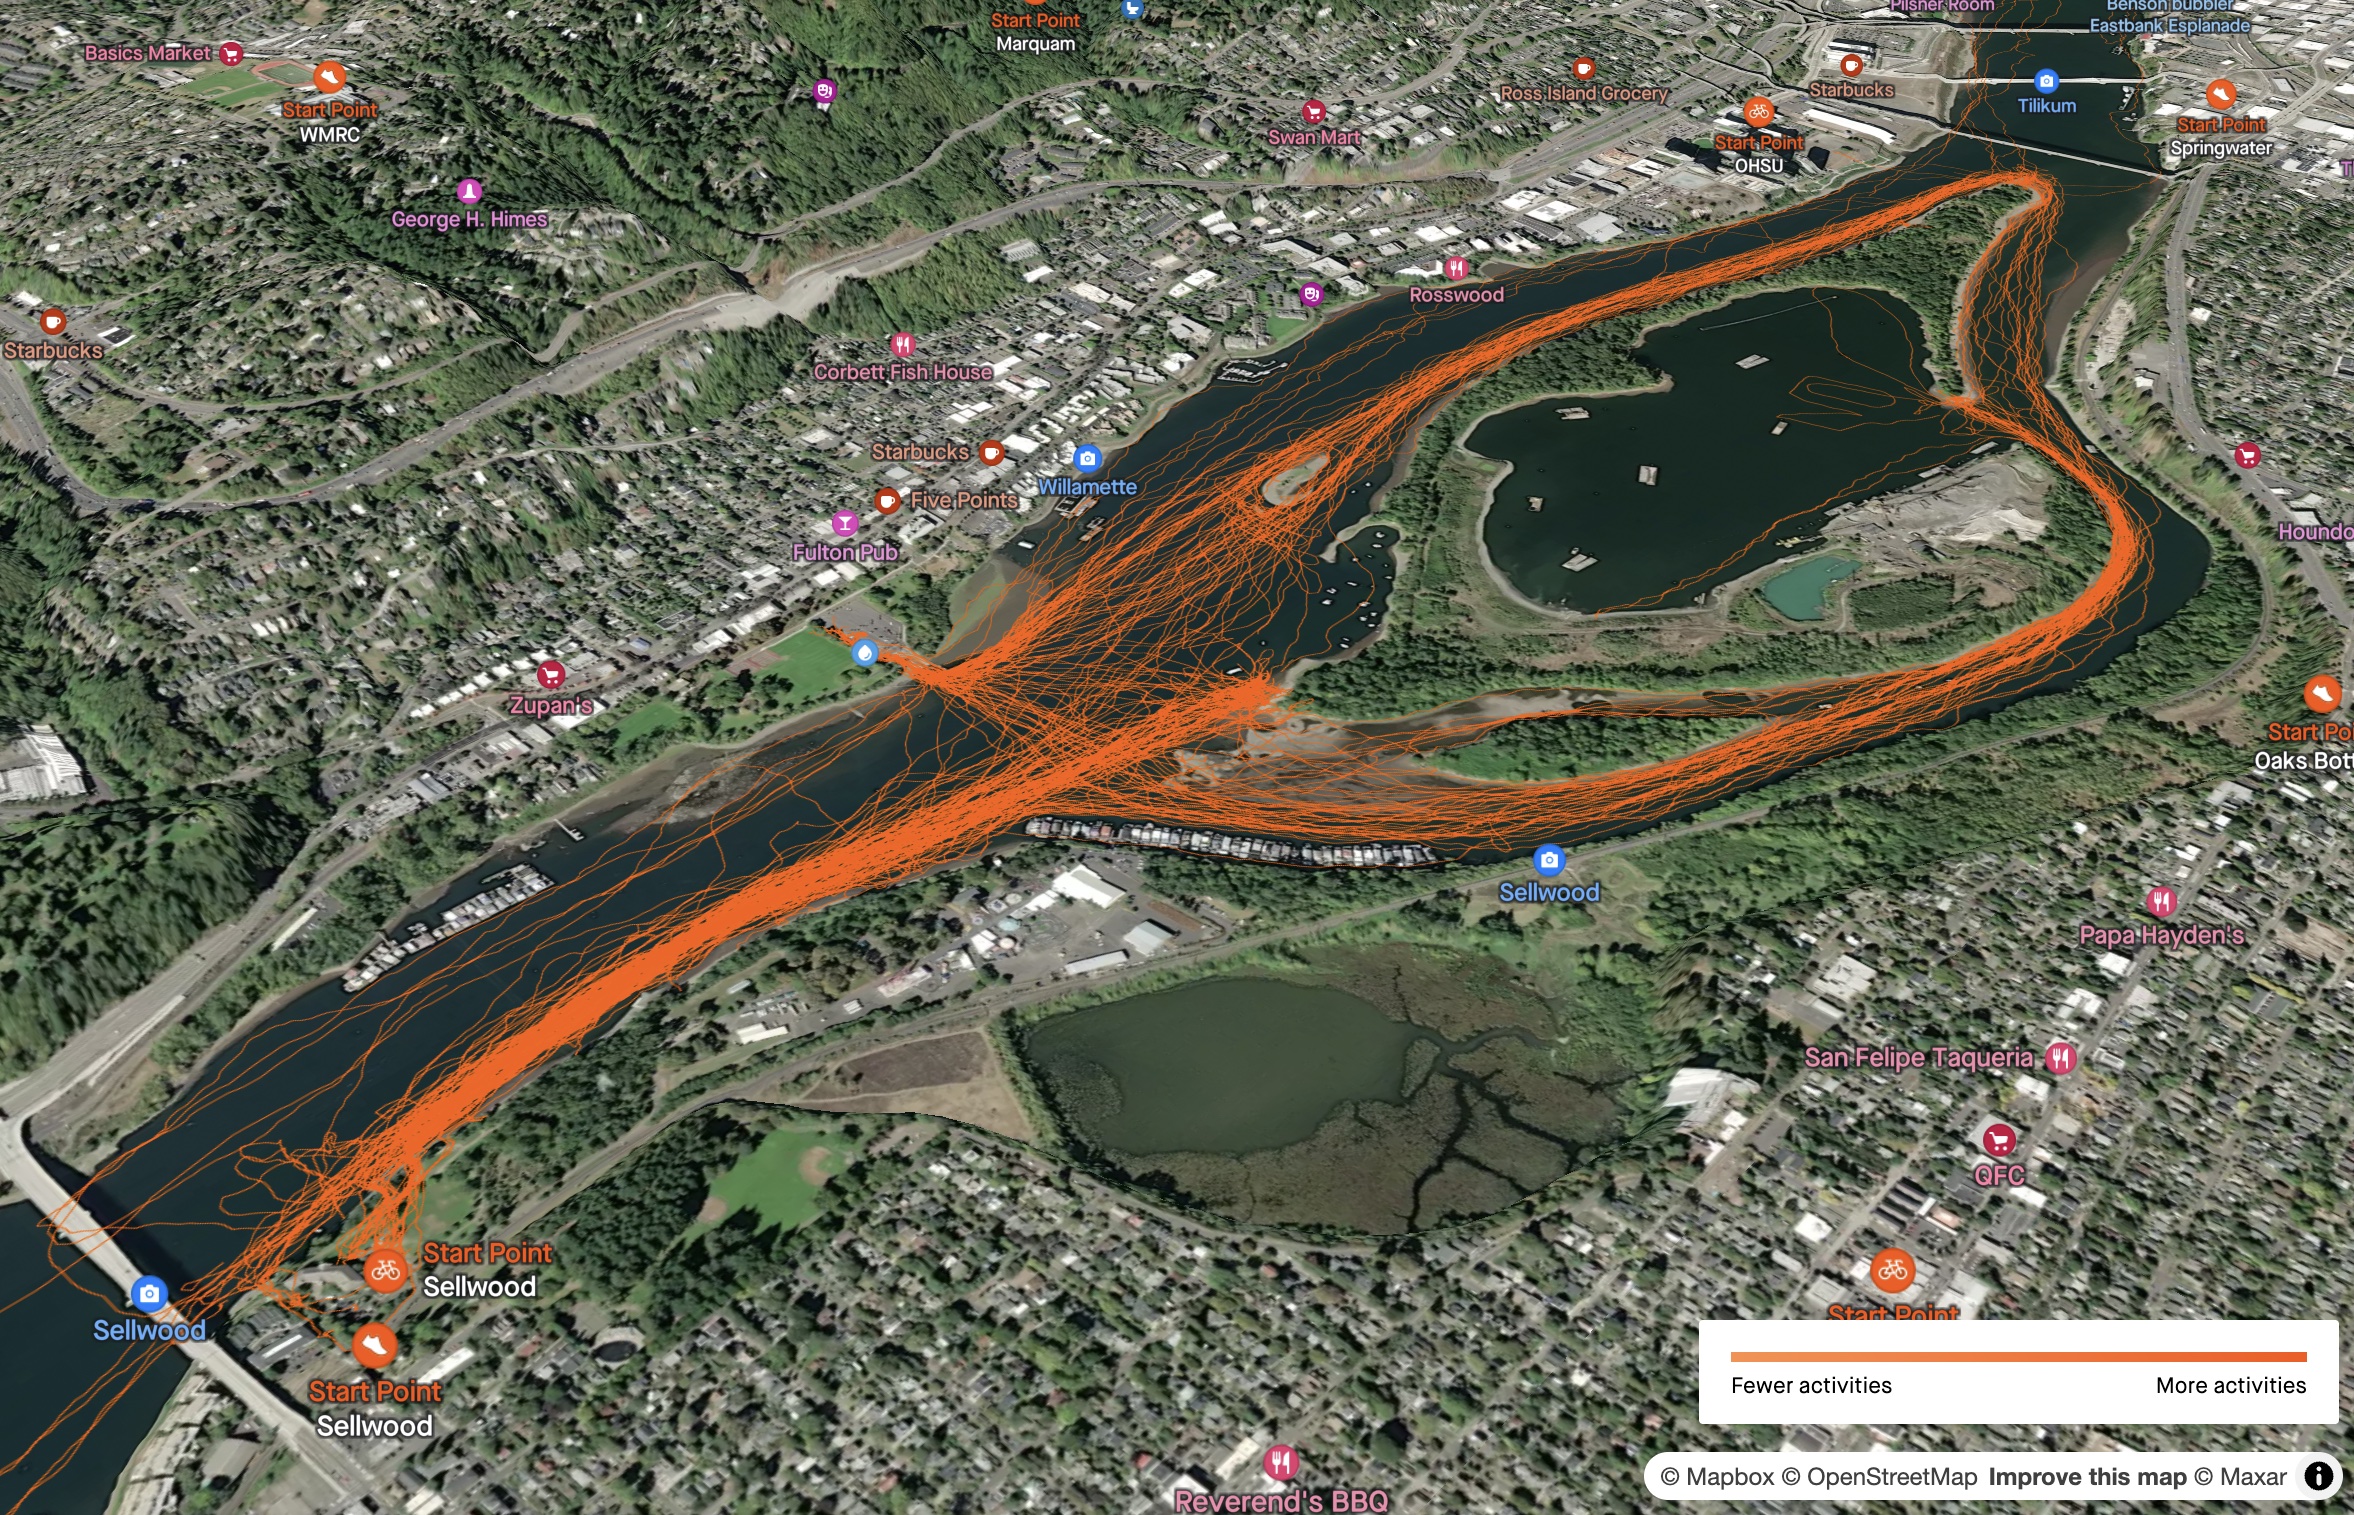 Pilsner Room
Benson bubbler
Eastbank Esplanade
Start Point
Marquam
Basics Market
Start Point
WMRC
Ross Island Grocery
Starbucks
Tilikum
Swan Mart
Start Point
OHSU
Start Point
Springwater
George H. Himes
Rosswood
Starbucks
Corbett Fish House
Starbucks
Willamette
Five Points
Fulton Pub
Houndo
Zupan's
Start Poi
Oaks Bott
Sellwood
Papa Hayden's
San Felipe Taqueria
QFC
Start Point
Sellwood
Sellwood
Start Point
Start Point
Sellwood
Fewer activities
More activities
© Mapbox © OpenStreetMap Improve this map © Maxar
Reverend's BBQ